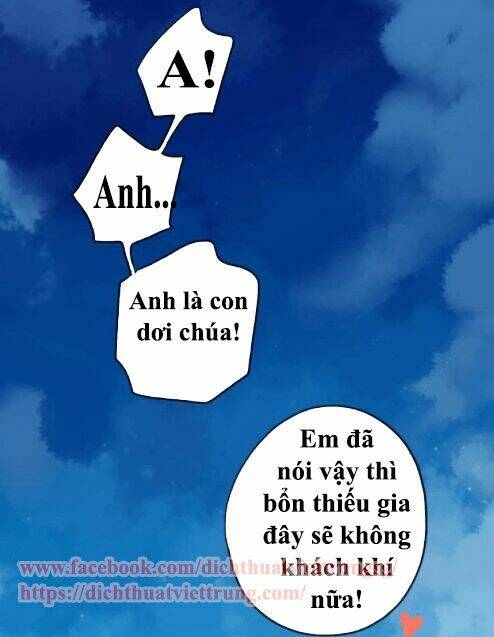 A!
Anh...
Anh là con
dơi chúa!
Em đã
nói vậy thì
bổn thiếu gia
đây sẽ không
khách khí
nữa!
www.facebook.com/dichthuatviettrung/
https://dichthuatviettrung.com/